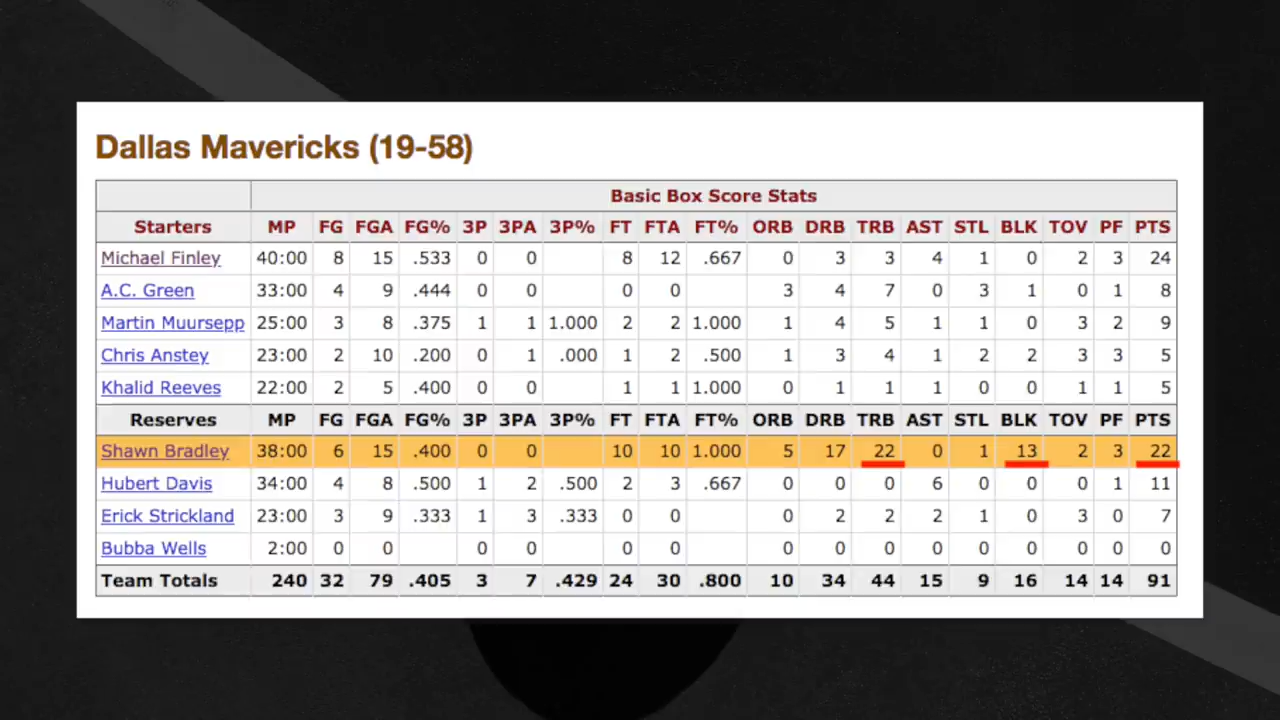 Dallas Mavericks (19-58)
Basic Box Score Stats
Starters MP FG FGA FG% 3P 3PA 3P% FT FTA FT% ORB DRB TRB AST STL BLK TOV PF PTS
Michael Finley 40:00 8 15 .533 0 0 8 12 .667 0 3 3 4 1 0 2 3 24
A.C. Green 33:00 4 9 .444 0 0 0 0 3 4 7 0 3 1 0 1 8
Martin Muursepp 25:00 3 8 .375 1 1 1.000 2 2 1.000 1 4 5 1 1 0 3 2 9
Chris Anstey 23:00 2 10 .200 0 1 .000 1 2 .500 1 3 4 1 2 2 3 3 5
Khalid Reeves 22:00 2 5 .400 0 0 1 1 1.000 0 1 1 1 0 0 1 1 5
Reserves MP FG FGA FG% 3P 3PA 3P% FT FTA FT% ORB DRB TRB AST STL BLK TOV PF PTS
Shawn Bradley 38:00 6 15 .400 0 0 10 10 1.000 5 17 22 0 1 13 2 3 22
Hubert Davis 34:00 4 8 .500 1 2 .500 2 3 .667 0 0 0 6 0 0 0 1 11
Erick Strickland 23:00 3 9 .333 1 3 .333 0 0 0 2 2 2 1 0 3 0 7
Bubba Wells 2:00 0 0 0 0 0 0 0 0 0 0 0 0 0 0 0
Team Totals 240 32 79 .405 3 7 .429 24 30 .800 10 34 44 15 9 16 14 14 91